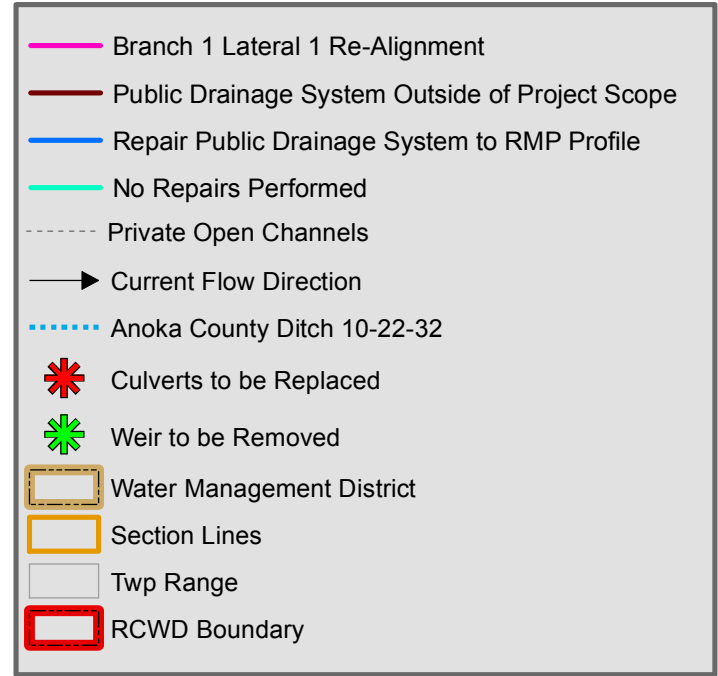 Branch 1 Lateral 1 Re-Alignment
Public Drainage System Outside of Project Scope
Repair Public Drainage System to RMP Profile
No Repairs Performed
Private Open Channels
Current Flow Direction
Anoka County Ditch 10-22-32
Culverts to be Replaced
Weir to be Removed
Water Management District
Section Lines
Twp Range
RCWD Boundary